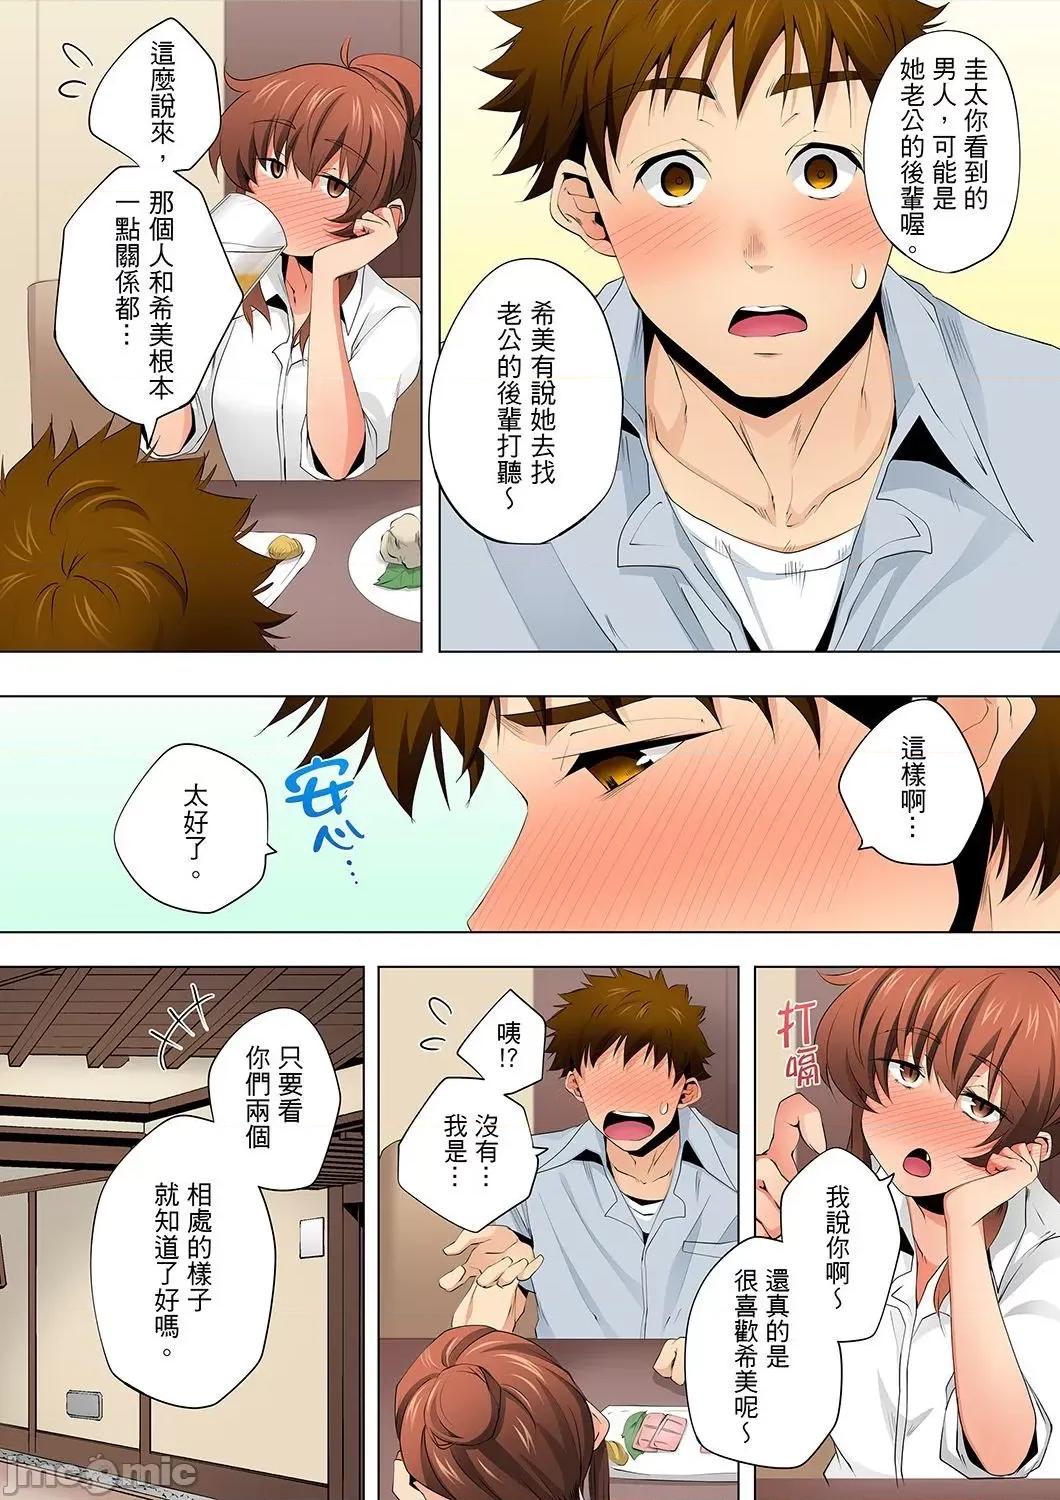 圭太你看到的
男人，可能是
她老公的後輩喔。
希美有說她去找
老公的後輩打聽～
這麼說來，
那個人和希美根本
一點關係都…
這樣啊…
安心…
太好了。
打嗝
我說你啊～
還真的是
很喜歡希美呢～
咦!?
沒有…
我是…
只要看
你們兩個
相處的樣子
就知道了好嗎。
jmcomic